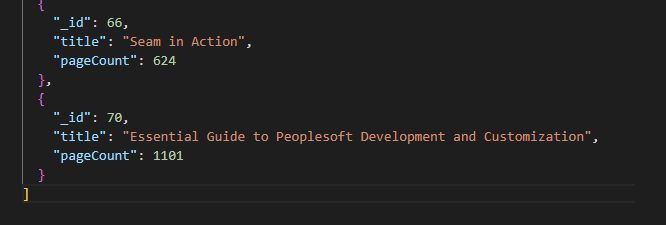 {
"_id": 66,
"title": "Seam in Action",
"pageCount": 624
},
{
"_id": 70,
"title": "Essential Guide to Peoplesoft Development and Customization",
"pageCount": 1101
}
]